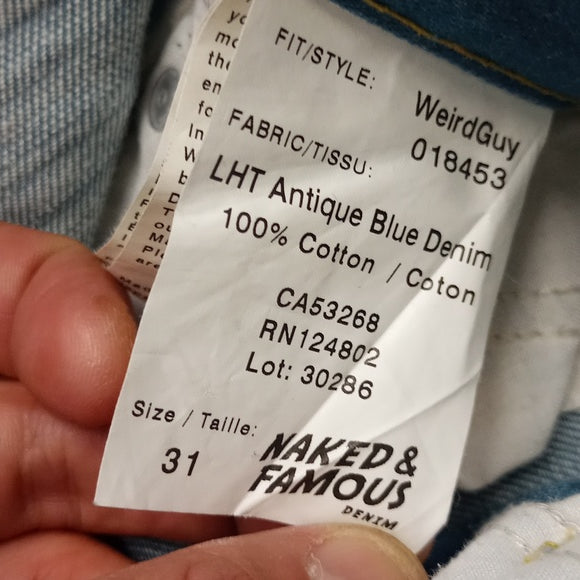 FIT/STYLE:
WeirdGuy
018453
FABRIC/TISSU:
LHT Antique Blue Denim
100% Cotton / Coton
CA53268
RN124802
Lot: 30286
Size / Taille:
31
NAKED &
FAMOUS
DENIM